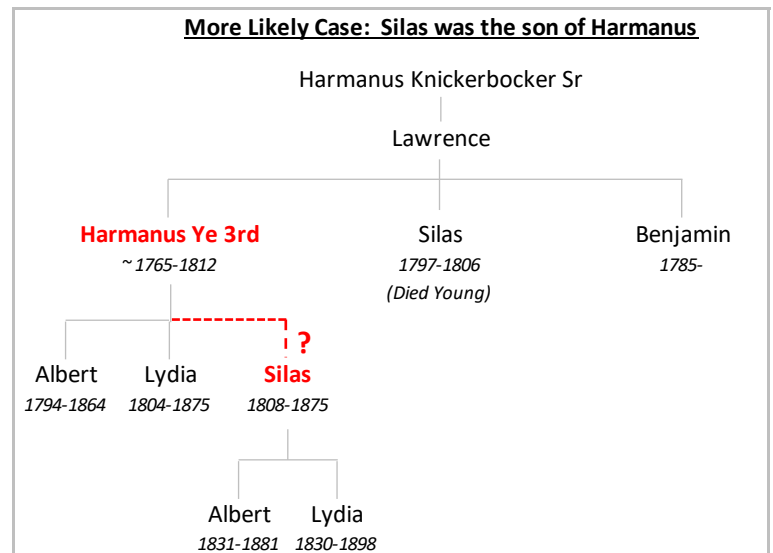 More Likely Case: Silas was the son of Harmanus
Harmanus Knickerbocker Sr
Lawrence
Harmanus Ye 3rd Silas Benjamin
~1765-1812 1797-1806 1785-
(Died Young)
?
Albert Lydia Silas
1794-1864 1804-1875 1808-1875
Albert Lydia
1831-1881 1830-1898